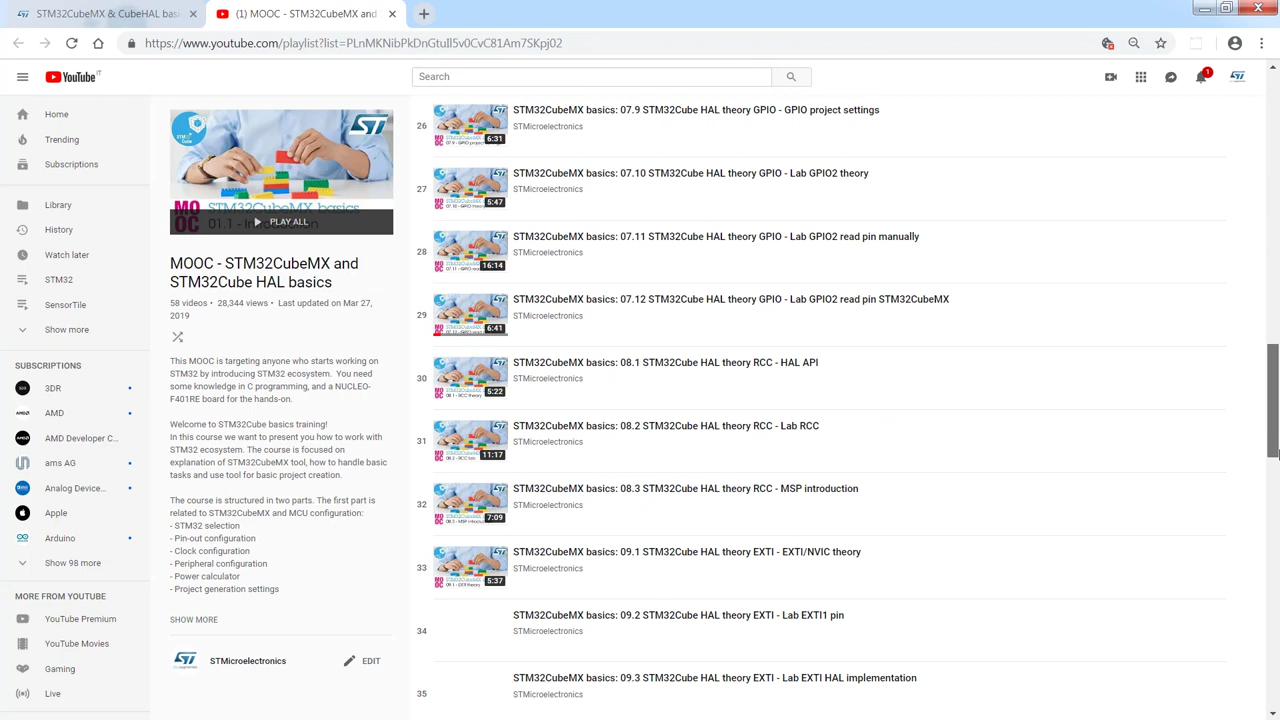 STM32CubeMX & CubeHAL basi
(1) MOOC - STM32CubeMX and
https://www.youtube.com/playlist?list=PLnMKNibPkDnGtuIl5v0CvC81Am7SKpj02
YouTube IT
Search
1
Home
Trending
Subscriptions
Library
History
Watch later
STM32
SensorTile
Show more
SUBSCRIPTIONS
3DR
AMD
AMD Developer C...
ams AG
Analog Device...
Apple
Arduino
Show 98 more
MORE FROM YOUTUBE
YouTube Premium
YouTube Movies
Gaming
Live
STM32CubeMX basics
01.1 - Introduction
MOOC
PLAY ALL
MOOC - STM32CubeMX and
STM32Cube HAL basics
58 videos • 28,344 views • Last updated on Mar 27,
2019
This MOOC is targeting anyone who starts working on
STM32 by introducing STM32 ecosystem. You need
some knowledge in C programming, and a NUCLEO-
F401RE board for the hands-on.
Welcome to STM32Cube basics training!
In this course we want to present you how to work with
STM32 ecosystem. The course is focused on
explanation of STM32CubeMX tool, how to handle basic
tasks and use tool for basic project creation.
The course is structured in two parts. The first part is
related to STM32CubeMX and MCU configuration:
- STM32 selection
- Pin-out configuration
- Clock configuration
- Peripheral configuration
- Power calculator
- Project generation settings
SHOW MORE
STMicroelectronics
EDIT
26
6:31
STM32CubeMX basics: 07.9 STM32Cube HAL theory GPIO - GPIO project settings
STMicroelectronics
27
5:47
STM32CubeMX basics: 07.10 STM32Cube HAL theory GPIO - Lab GPIO2 theory
STMicroelectronics
28
16:14
STM32CubeMX basics: 07.11 STM32Cube HAL theory GPIO - Lab GPIO2 read pin manually
STMicroelectronics
29
6:41
STM32CubeMX basics: 07.12 STM32Cube HAL theory GPIO - Lab GPIO2 read pin STM32CubeMX
STMicroelectronics
30
5:22
STM32CubeMX basics: 08.1 STM32Cube HAL theory RCC - HAL API
STMicroelectronics
31
11:17
STM32CubeMX basics: 08.2 STM32Cube HAL theory RCC - Lab RCC
STMicroelectronics
32
7:09
STM32CubeMX basics: 08.3 STM32Cube HAL theory RCC - MSP introduction
STMicroelectronics
33
5:37
STM32CubeMX basics: 09.1 STM32Cube HAL theory EXTI - EXTI/NVIC theory
STMicroelectronics
34
STM32CubeMX basics: 09.2 STM32Cube HAL theory EXTI - Lab EXTI1 pin
STMicroelectronics
35
STM32CubeMX basics: 09.3 STM32Cube HAL theory EXTI - Lab EXTI HAL implementation
STMicroelectronics